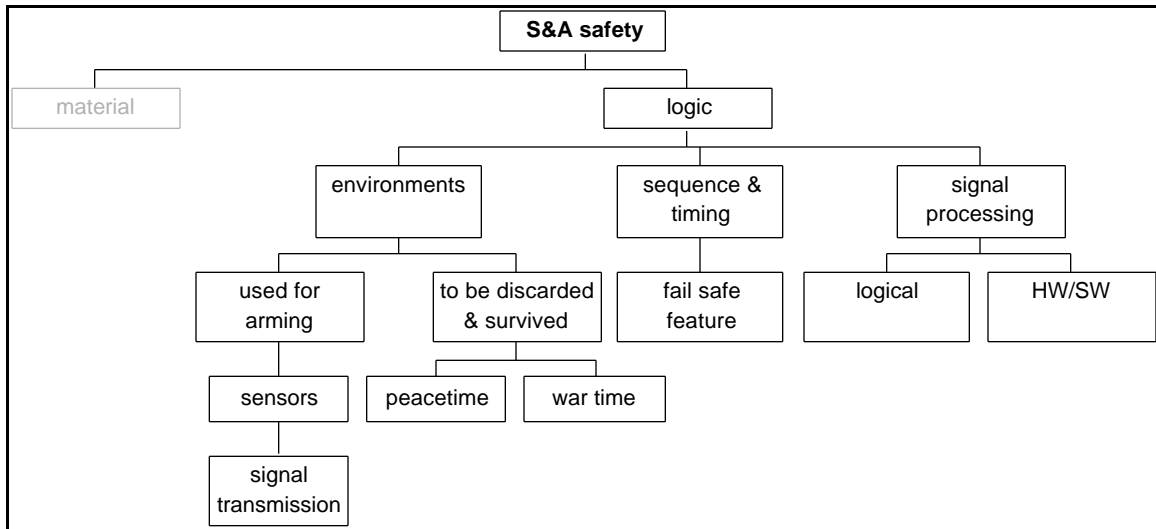 S&A safety
material
logic
environments
sequence &
timing
signal
processing
used for
arming
to be discarded
& survived
fail safe
feature
logical
HW/SW
sensors
peacetime
war time
signal
transmission